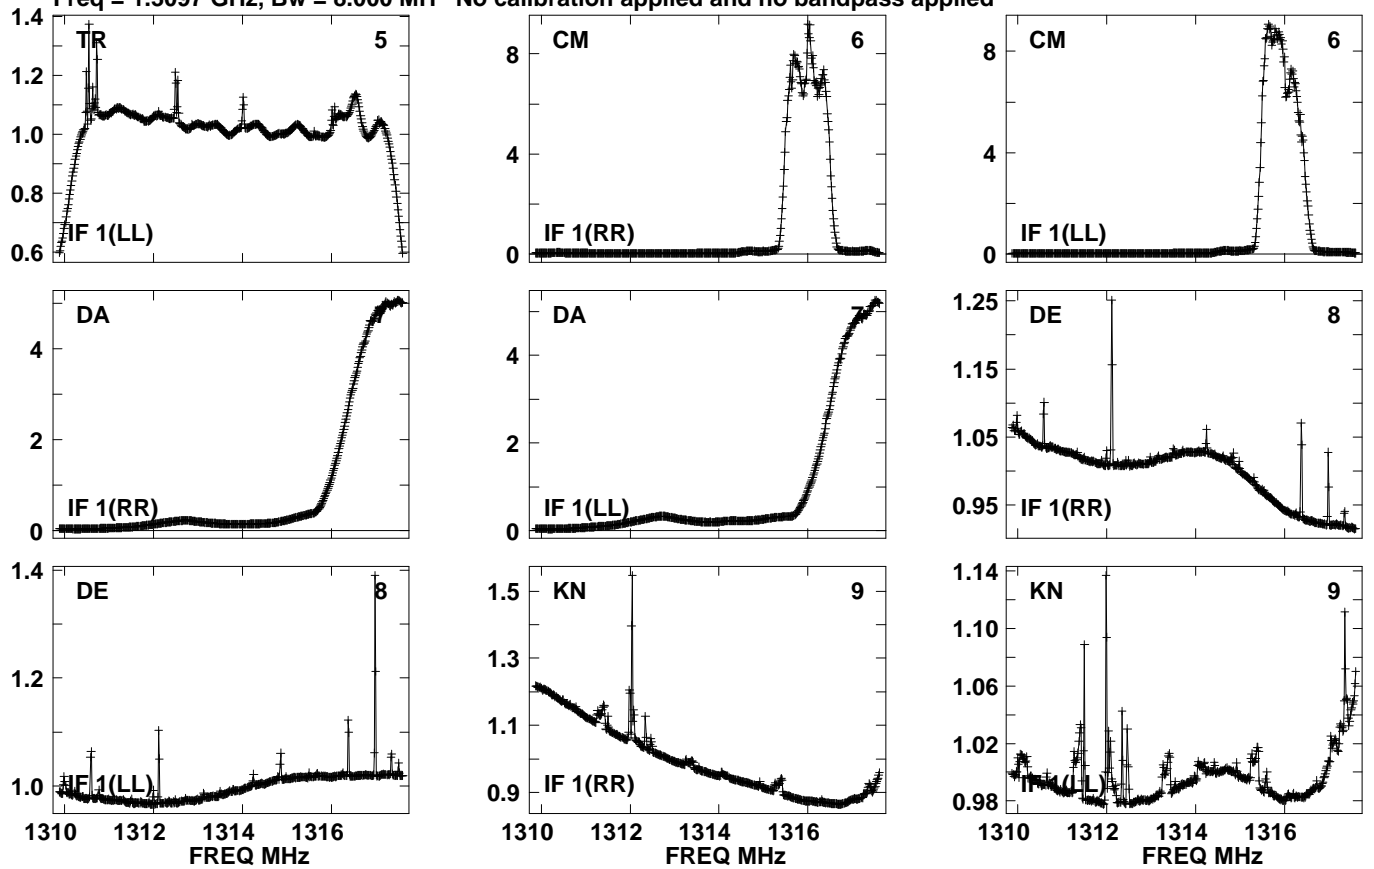 Freq = 1.3097 GHz, Bw = 8.000 MH No calibration applied and no bandpass applied
1.4 TR 5
1.2
1.0
0.8
IF 1(LL)
0.6
CM 6
8
4
IF 1(RR)
0
CM 6
8
4
IF 1(LL)
0
DA
4
2
IF 1(RR)
0
DA 7
4
2
IF 1(LL)
0
1.25 DE 8
1.15
1.05
0.95
IF 1(RR)
1.4
DE 8
1.2
1.0
IF 1(LL)
1310 1312 1314 1316
FREQ MHz
1.5 KN 9
1.3
1.1
0.9
IF 1(RR)
1310 1312 1314 1316
FREQ MHz
1.14
KN 9
1.10
1.06
1.02
IF 1(LL)
0.98
1310 1312 1314 1316
FREQ MHz